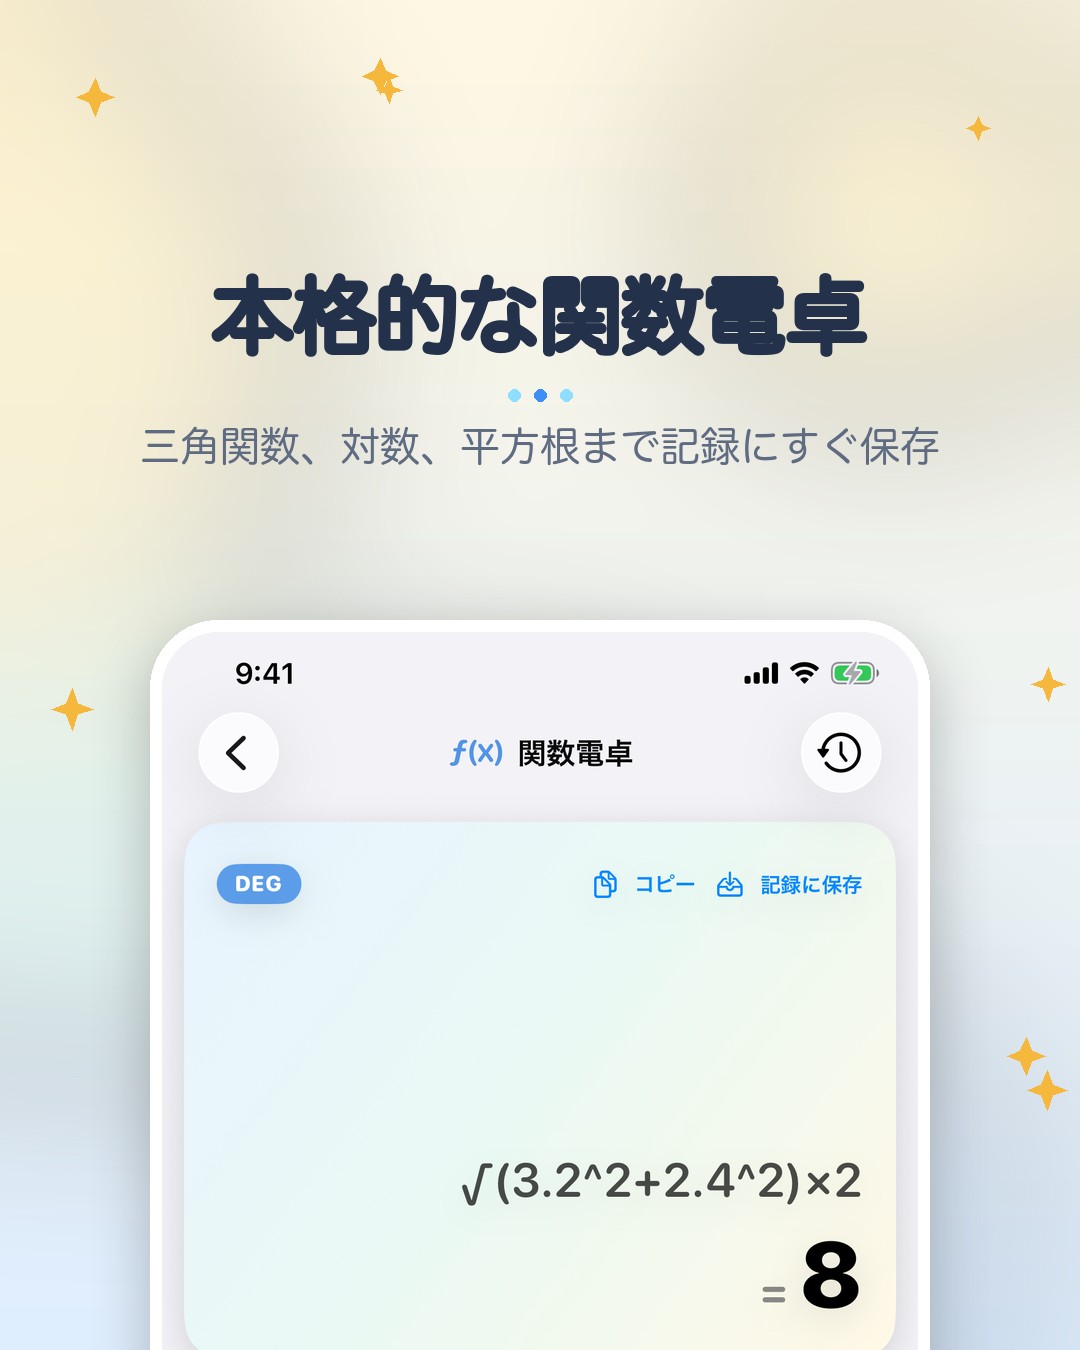 本格的な関数電卓
三角関数、対数、平方根まで記録にすぐ保存
9:41
f(x) 関数電卓
DEG コピー 記録に保存
√(3.2^2+2.4^2)×2
= 8